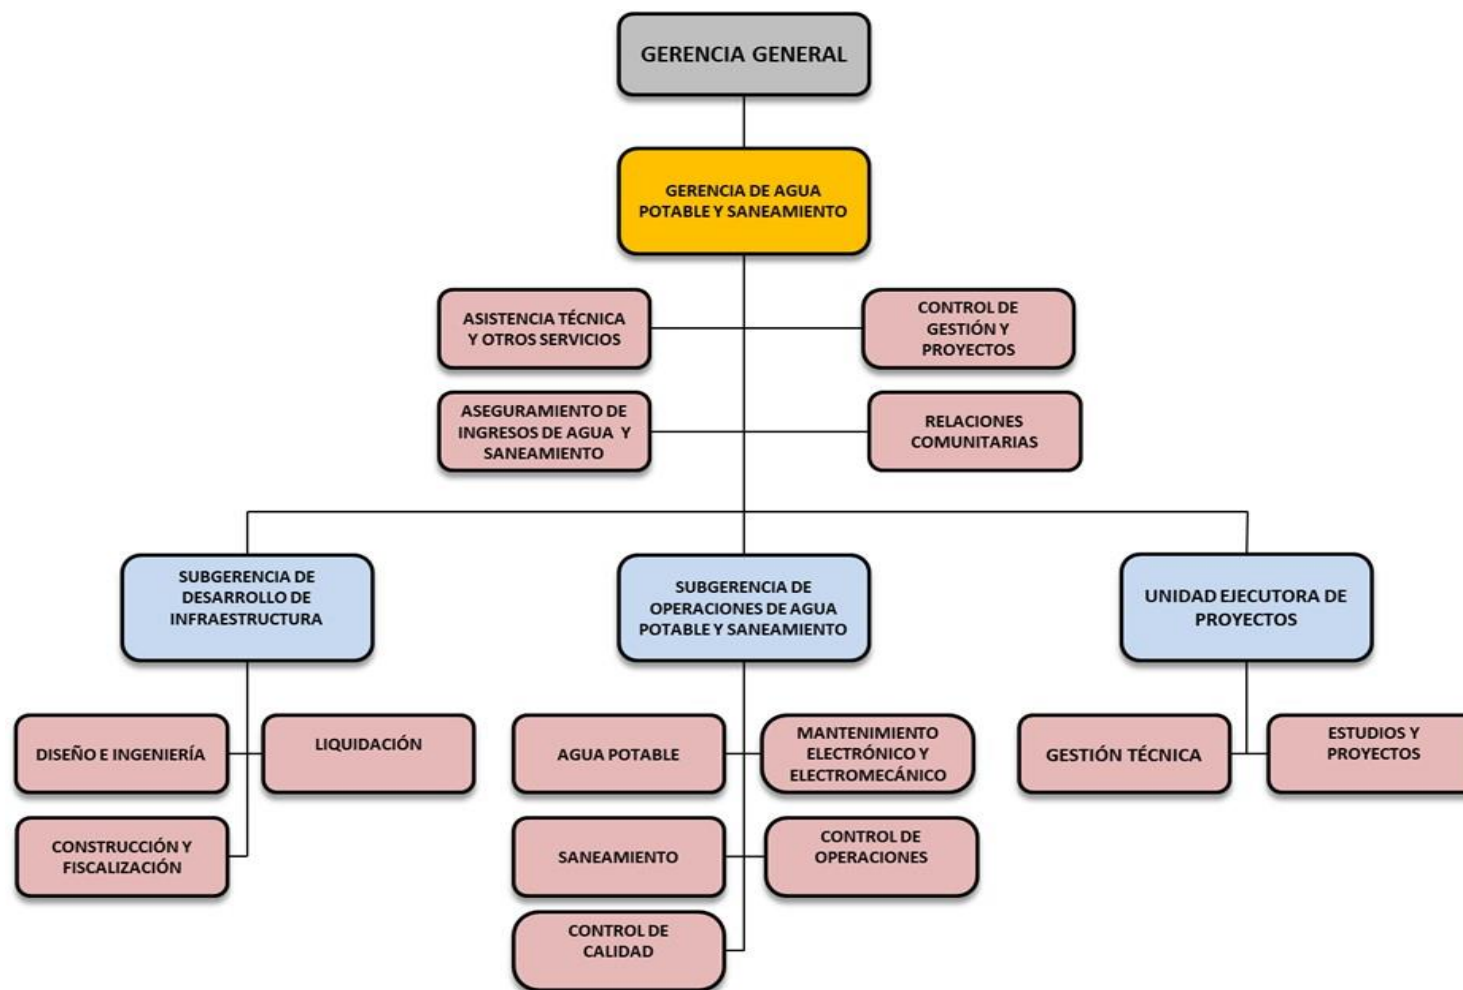 GERENCIA GENERAL
GERENCIA DE AGUA
POTABLE Y SANEAMIENTO
ASISTENCIA TÉCNICA
Y OTROS SERVICIOS
CONTROL DE
GESTIÓN Y
PROYECTOS
ASEGURAMIENTO DE
INGRESOS DE AGUA Y
SANEAMIENTO
RELACIONES
COMUNITARIAS
SUBGERENCIA DE
DESARROLLO DE
INFRAESTRUCTURA
SUBGERENCIA DE
OPERACIONES DE AGUA
POTABLE Y SANEAMIENTO
UNIDAD EJECUTORA DE
PROYECTOS
DISEÑO E INGENIERÍA
LIQUIDACIÓN
AGUA POTABLE
MANTENIMIENTO
ELECTRÓNICO Y
ELECTROMECÁNICO
GESTIÓN TÉCNICA
ESTUDIOS Y
PROYECTOS
CONSTRUCCIÓN Y
FISCALIZACIÓN
SANEAMIENTO
CONTROL DE
OPERACIONES
CONTROL DE
CALIDAD